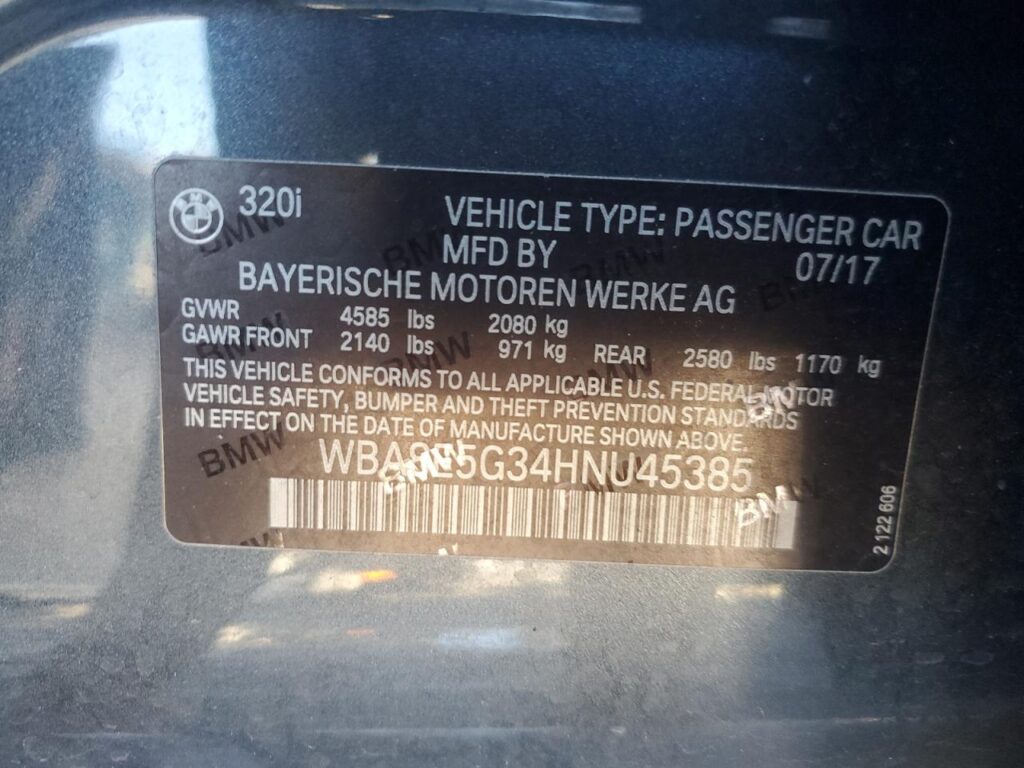 BMW 320i
VEHICLE TYPE: PASSENGER CAR
MFD BY 07/17
BAYERISCHE MOTOREN WERKE AG
GVWR 4585 lbs 2080 kg
GAWR FRONT 2140 lbs 971 kg REAR 2580 lbs 1170 kg
THIS VEHICLE CONFORMS TO ALL APPLICABLE U.S. FEDERAL MOTOR
VEHICLE SAFETY, BUMPER AND THEFT PREVENTION STANDARDS
IN EFFECT ON THE DATE OF MANUFACTURE SHOWN ABOVE.
WBA8E5G34HNU45385
2 122 606